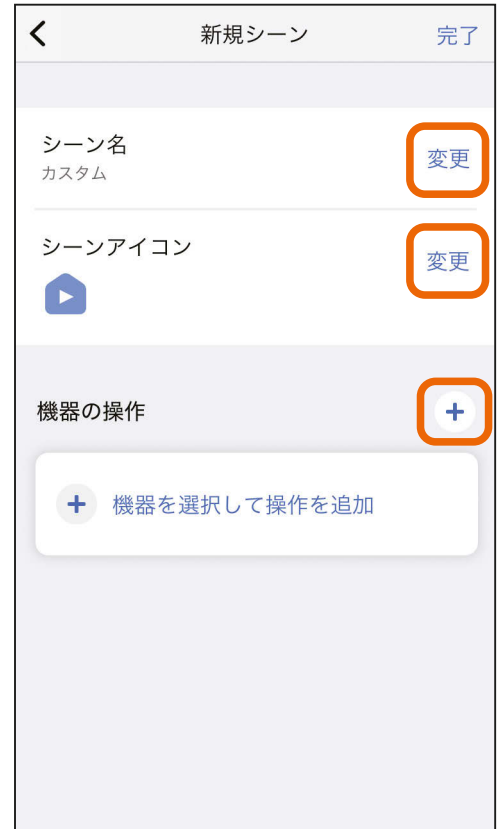 新規シーン
完了
シーン名
変更
カスタム
シーンアイコン
変更
機器の操作
機器を選択して操作を追加